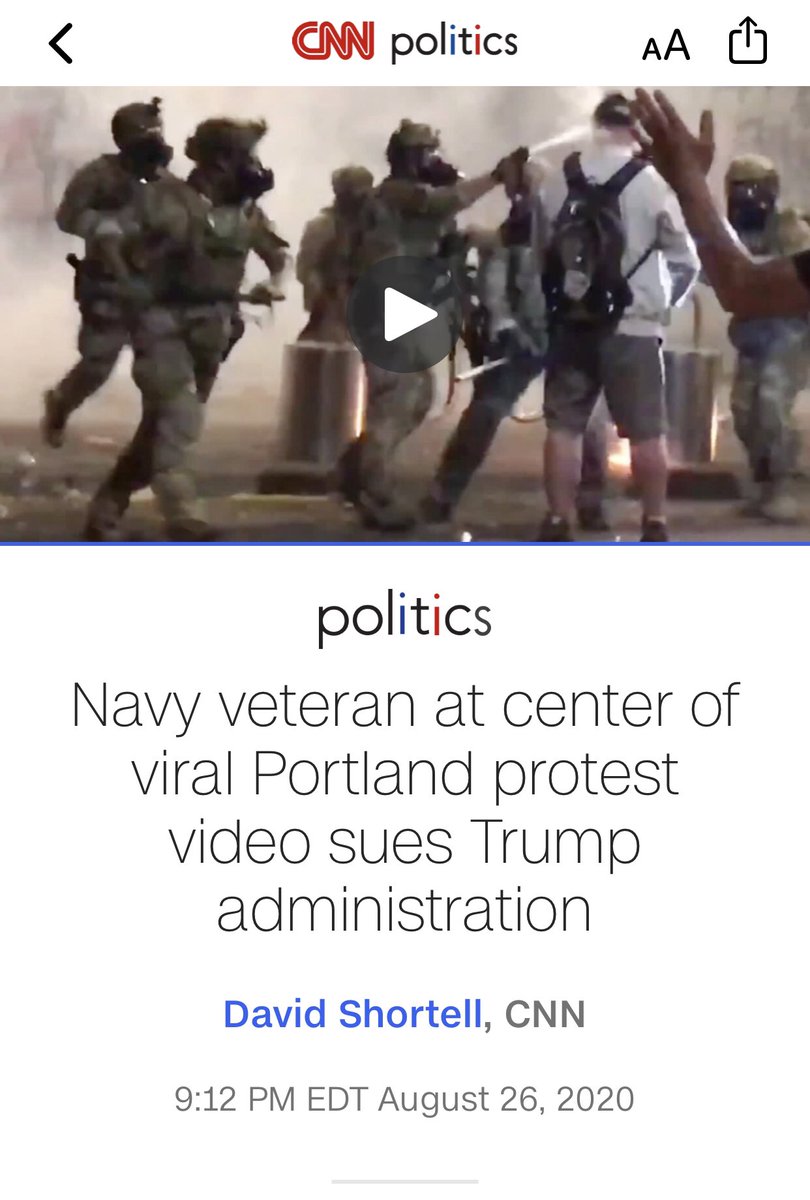 CNN politics
AA
politics
Navy veteran at center of
viral Portland protest
video sues Trump
administration
David Shortell, CNN
9:12 PM EDT August 26, 2020